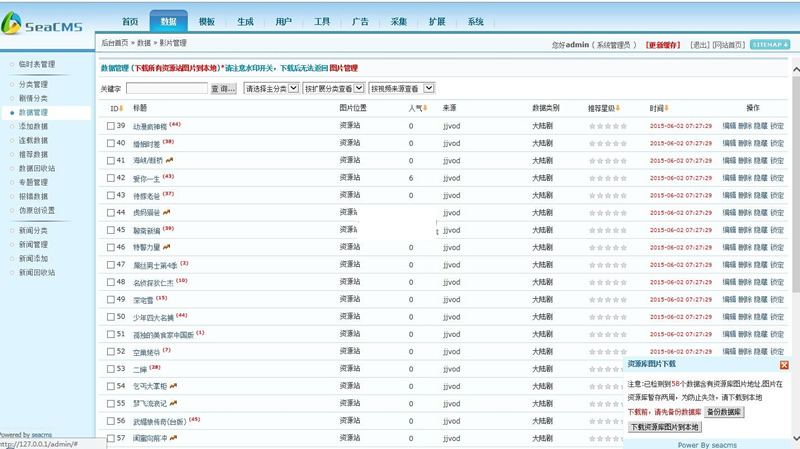 SeaCMS
首页 数据 模板 生成 用户 工具 广告 采集 扩展 系统
后台首页 » 数据 » 影片管理
您好admin ( 系统管理员 ) [更新缓存] [退出] [网站首页] SITEMAP
临时表管理
分类管理
剧情分类
数据管理
添加数据
连载数据
推荐数据
数据回收站
专题管理
报错数据
伪原创设置
新闻分类
新闻管理
新闻添加
新闻回收站
数据管理 (下载所有资源站图片到本地)*请注意水印开关，下载后无法返回 图片管理
关键字 查 询... 请选择主分类 按扩展分类查看 按视频来源查看
ID 标题 图片位置 人气 来源 数据类别 推荐星级 时间 操作
39 动漫疯神榜 (44) 资源站 0 jjvod 大陆剧 ☆☆☆☆☆ 2015-06-02 07:27:29 编辑 删除 隐藏 锁定
40 婚姻时差 (38) 资源站 0 jjvod 大陆剧 ☆☆☆☆☆ 2015-06-02 07:27:29 编辑 删除 隐藏 锁定
41 资源站 0 jjvod 大陆剧 ☆☆☆☆☆ 2015-06-02 07:27:29 编辑 删除 隐藏 锁定
42 爱你一生 (43) 资源站 6 jjvod 大陆剧 ☆☆☆☆☆ 2015-06-02 07:27:29 编辑 删除 隐藏 锁定
43 待嫁老爸 (37) 资源站 0 jjvod 大陆剧 ☆☆☆☆☆ 2015-06-02 07:27:29 编辑 删除 隐藏 锁定
44 虎妈猫爸 资源站 jjvod 大陆剧 ☆☆☆☆☆ 2015-06-02 07:27:29 编辑 删除 隐藏 锁定
45 聊斋新编 (39) 资源站 jjvod 大陆剧 ☆☆☆☆☆ 2015-06-02 07:27:29 编辑 删除 隐藏 锁定
46 特警力量 资源站 0 jjvod 大陆剧 ☆☆☆☆☆ 2015-06-02 07:27:29 编辑 删除 隐藏 锁定
47 屌丝男士第4季 (2) 资源站 0 jjvod 大陆剧 ☆☆☆☆☆ 2015-06-02 07:27:29 编辑 删除 隐藏 锁定
48 名侦探狄仁杰 (10) 资源站 0 jjvod 大陆剧 ☆☆☆☆☆ 2015-06-02 07:27:29 编辑 删除 隐藏 锁定
49 深宅雪 (15) 资源站 0 jjvod 大陆剧 ☆☆☆☆☆ 2015-06-02 07:27:29 编辑 删除 隐藏 锁定
50 少年四大名捕 (44) 资源站 0 jjvod 大陆剧 ☆☆☆☆☆ 2015-06-02 07:27:29 编辑 删除 隐藏 锁定
51 孤独的美食家中国版 (1) 资源站 0 jjvod 大陆剧 ☆☆☆☆☆ 2015-06-02 07:27:29 编辑 删除 隐藏 锁定
52 空巢姥爷 (7) 资源站 0 jjvod 大陆剧 ☆☆☆☆☆ 2015-06-02 07:27:29 编辑 删除 隐藏 锁定
53 二婶 (28) 资源站 0 jjvod 大陆剧
54 乞丐大掌柜 资源站 0 jjvod 大陆剧
55 梦飞流衰记 资源站 0 jjvod 大陆剧
56 武媚娘传奇(台版) (45) 资源站 0 jjvod 大陆剧
57 闺蜜向前冲 资源站 0 jjvod 大陆剧
资源库图片下载
注意:已检测到58个数据含有资源库图片地址,图片在
资源库暂存两周，为防止失效，请下载到本地
下载前，请先备份数据库 备份数据库
下载资源库图片到本地
Power By seacms
Powered by seacms
http://127.0.0.1/admin/#